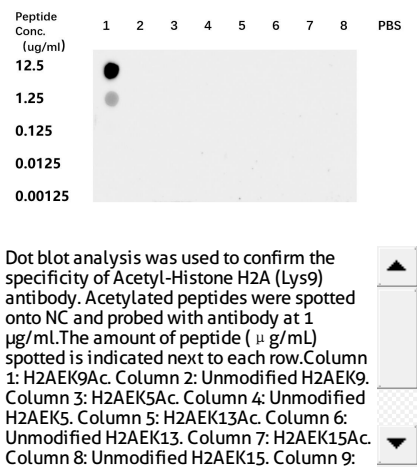 Peptide
Conc.
(ug/ml)
1 2 3 4 5 6 7 8 PBS
12.5
1.25
0.125
0.0125
0.00125
Dot blot analysis was used to confirm the
specificity of Acetyl-Histone H2A (Lys9)
antibody. Acetylated peptides were spotted
onto NC and probed with antibody at 1
µg/ml.The amount of peptide ( μ g/mL)
spotted is indicated next to each row.Column
1: H2AEK9Ac. Column 2: Unmodified H2AEK9.
Column 3: H2AEK5Ac. Column 4: Unmodified
H2AEK5. Column 5: H2AEK13Ac.Column 6:
Unmodified H2AEK13. Column 7: H2AEK15Ac.
Column 8: Unmodified H2AEK15. Column 9: